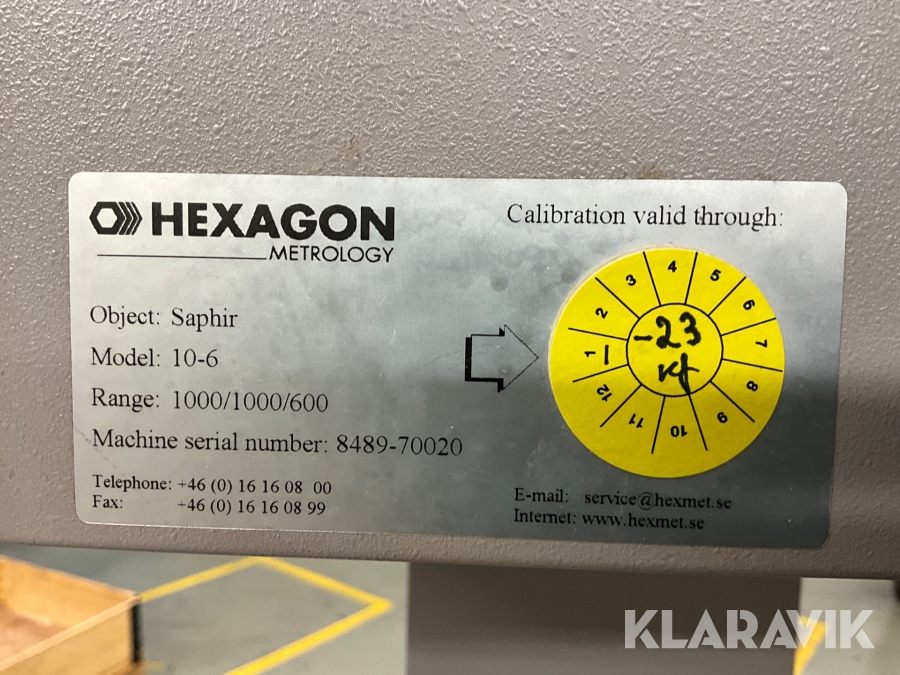 HEXAGON
METROLOGY
Object: Saphir
Model: 10-6
Range: 1000/1000/600
Machine serial number: 8489-70020
Telephone: +46 (0) 16 16 08 00
Fax: +46 (0) 16 16 08 99
Calibration valid through:
1 2 3 4 5 6 7 8 9 10 11 12
-23
E-mail: service@hexmet.se
Internet: www.hexmet.se
KLARAVIK